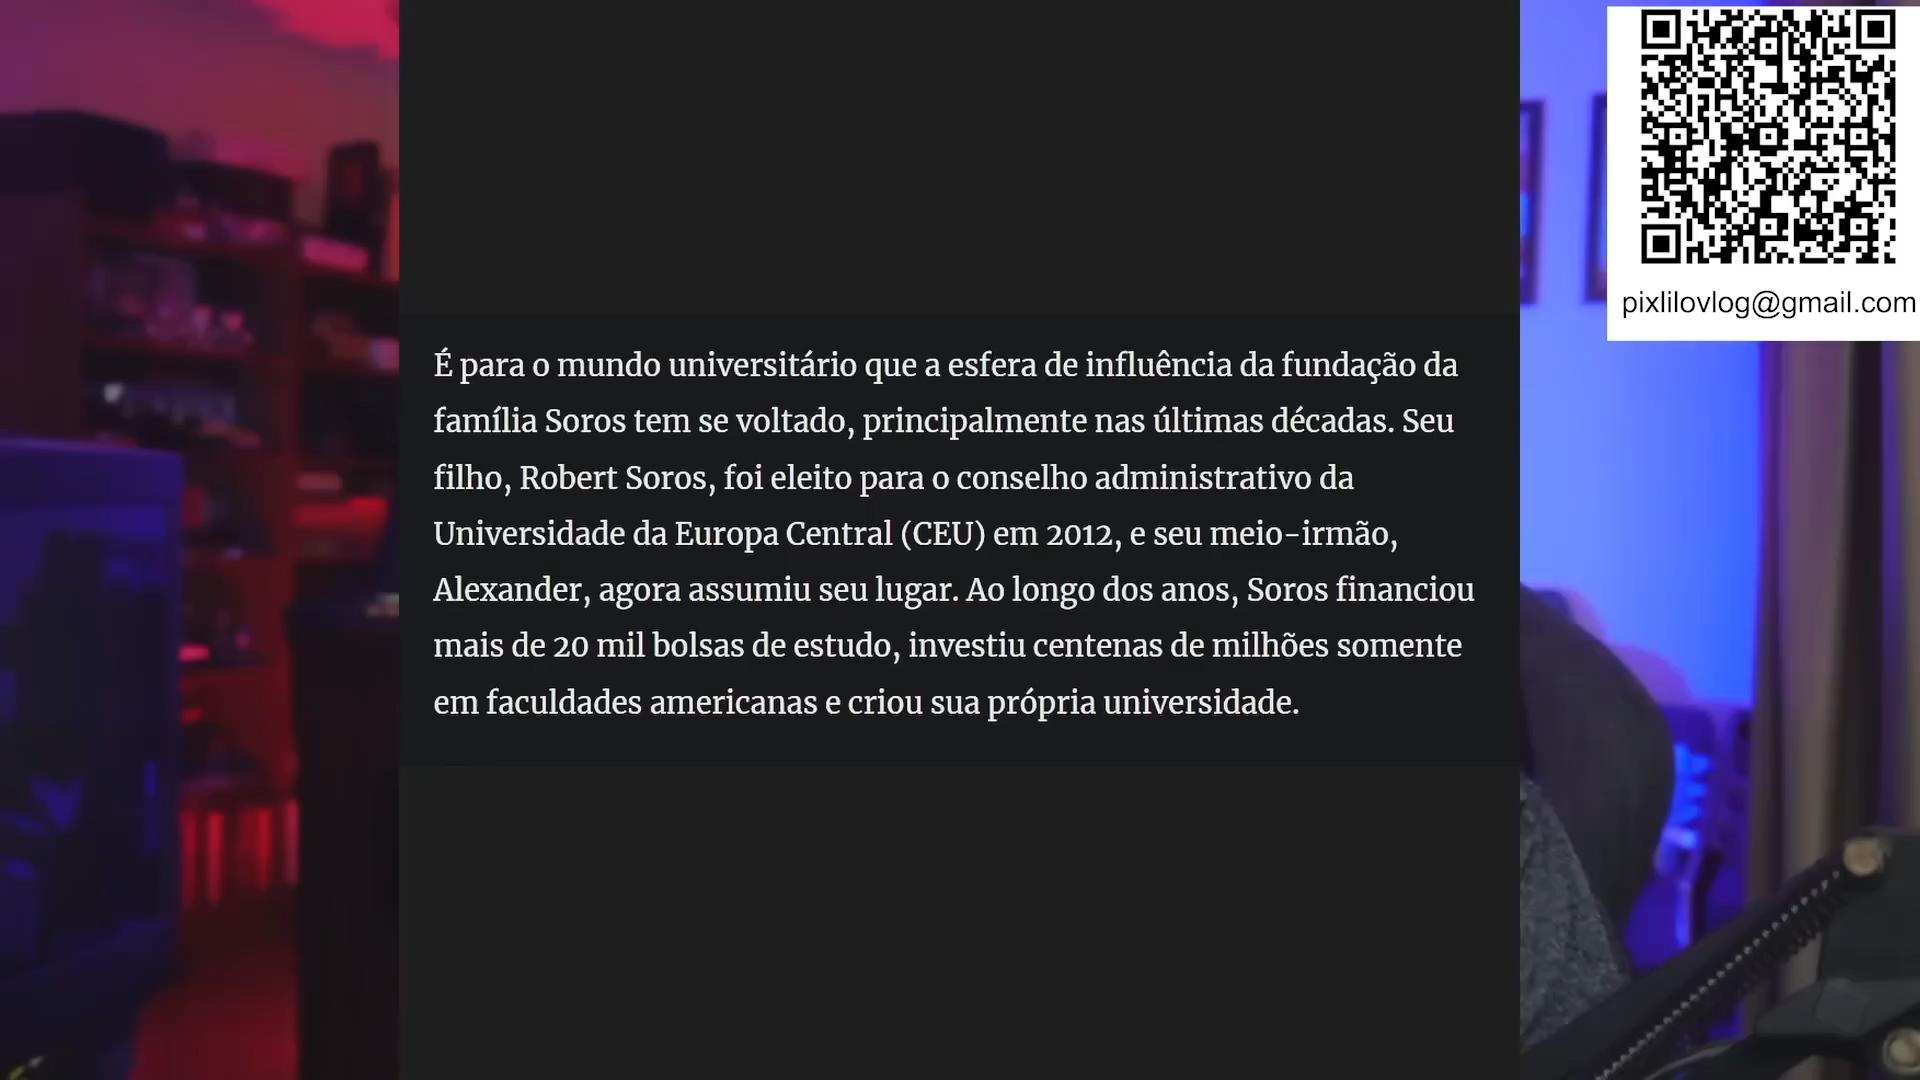 É para o mundo universitário que a esfera de influência da fundação da
família Soros tem se voltado, principalmente nas últimas décadas. Seu
filho, Robert Soros, foi eleito para o conselho administrativo da
Universidade da Europa Central (CEU) em 2012, e seu meio-irmão,
Alexander, agora assumiu seu lugar. Ao longo dos anos, Soros financiou
mais de 20 mil bolsas de estudo, investiu centenas de milhões somente
em faculdades americanas e criou sua própria universidade.
pixlilovlog@gmail.com